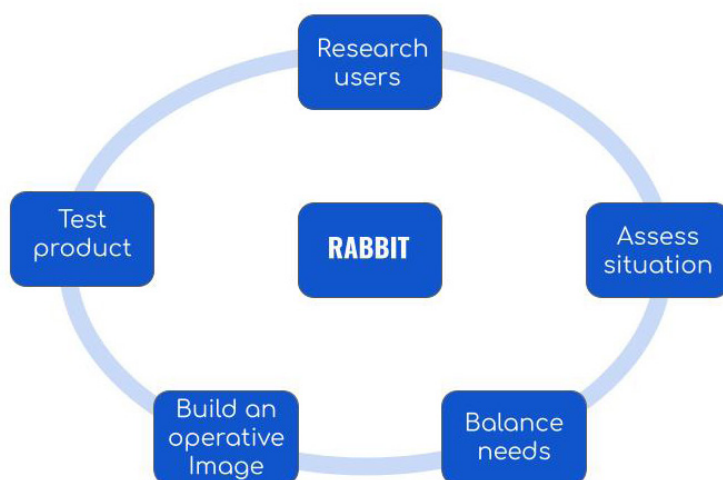 Research
users
Assess
situation
Balance
needs
Build an
operative
Image
Test
product
RABBIT